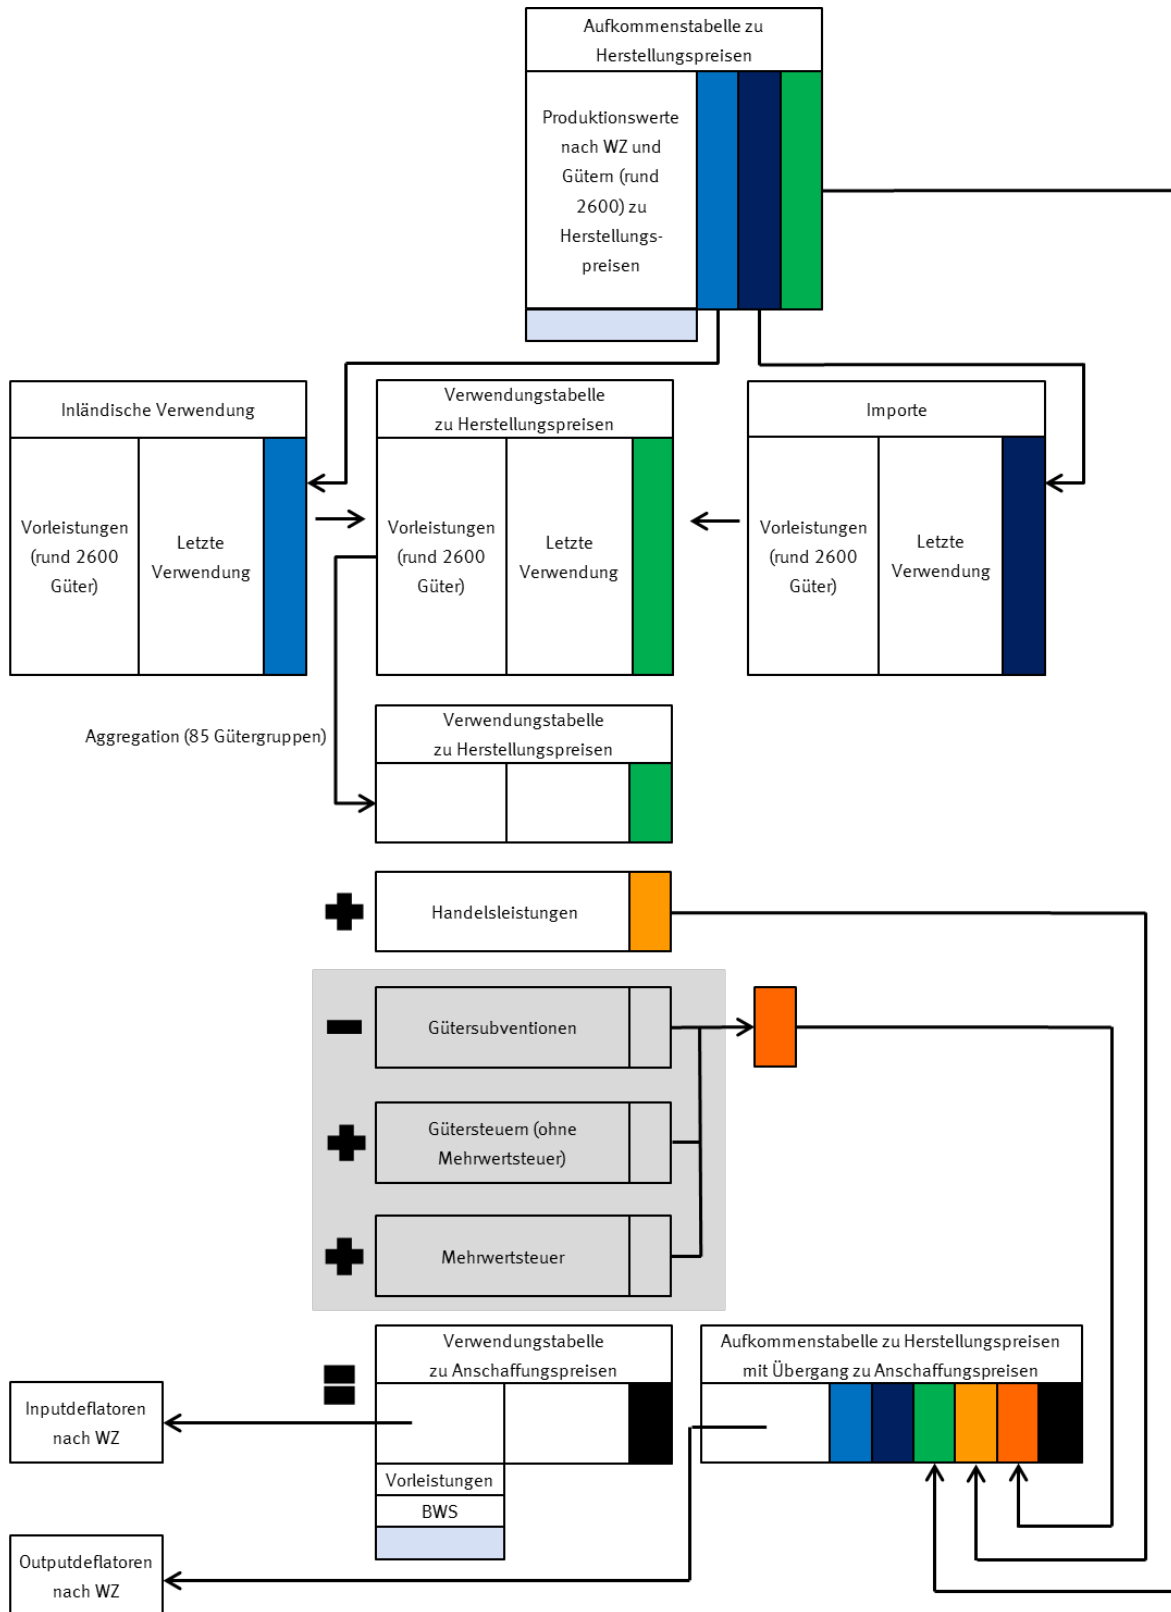 Aufkommenstabelle zu
Herstellungspreisen
Produktionswerte
nach WZ und
Gütern (rund
2600) zu
Herstellungs-
preisen
Inländische Verwendung
Vorleistungen
(rund 2600
Güter)
Letzte
Verwendung
Verwendungstabelle
zu Herstellungspreisen
Vorleistungen
(rund 2600
Güter)
Letzte
Verwendung
Importe
Vorleistungen
(rund 2600
Güter)
Letzte
Verwendung
Aggregation (85 Gütergruppen)
Verwendungstabelle
zu Herstellungspreisen
Handelsleistungen
Gütersubventionen
Gütersteuern (ohne
Mehrwertsteuer)
Mehrwertsteuer
Verwendungstabelle
zu Anschaffungspreisen
Vorleistungen
BWS
Aufkommenstabelle zu Herstellungspreisen
mit Übergang zu Anschaffungspreisen
Inputdeflatoren
nach WZ
Outputdeflatoren
nach WZ